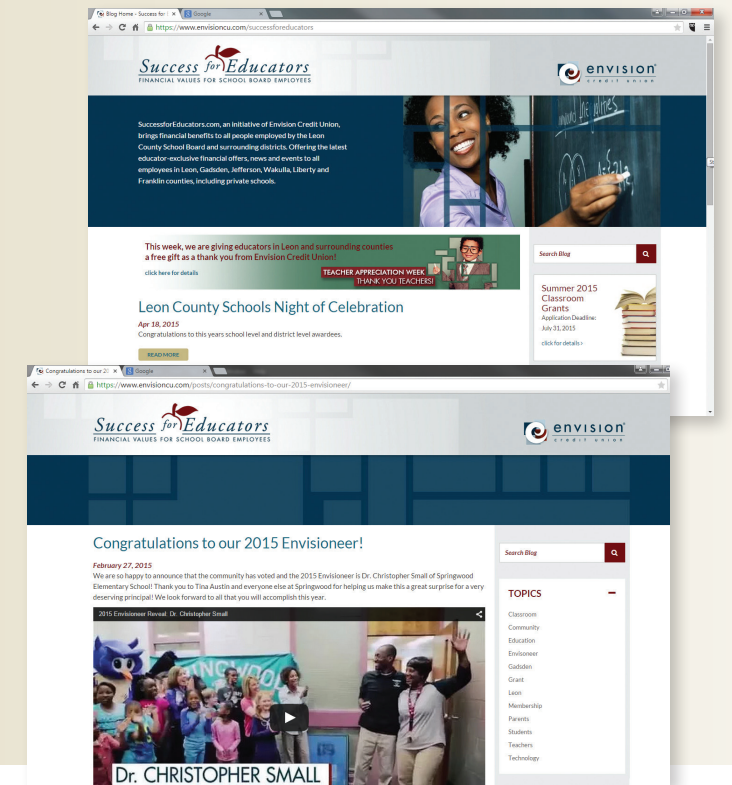 Blog Home - Success for E
Google
https://www.envisioncu.com/successforeducators
Success for Educators
FINANCIAL VALUES FOR SCHOOL BOARD EMPLOYEES
envision
credit union
SuccessforEducators.com, an initiative of Envision Credit Union,
brings financial benefits to all people employed by the Leon
County School Board and surrounding districts. Offering the latest
educator-exclusive financial offers, news and events to all
employees in Leon, Gadsden, Jefferson, Wakulla, Liberty and
Franklin counties, including private schools.
This week, we are giving educators in Leon and surrounding counties
a free gift as a thank you from Envision Credit Union!
click here for details
TEACHER APPRECIATION WEEK
THANK YOU TEACHERS!
Search Blog
Leon County Schools Night of Celebration
Apr 18, 2015
Congratulations to this years school level and district level awardees.
READ MORE
Summer 2015
Classroom
Grants
Application Deadline:
July 31, 2015
click for details >
Congratulations to our 20
Google
https://www.envisioncu.com/posts/congratulations-to-our-2015-envisioneer/
Success for Educators
FINANCIAL VALUES FOR SCHOOL BOARD EMPLOYEES
envision
credit union
Congratulations to our 2015 Envisioneer!
February 27, 2015
We are so happy to announce that the community has voted and the 2015 Envisioneer is Dr. Christopher Small of Springwood
Elementary School! Thank you to Tina Austin and everyone else at Springwood for helping us make this a great surprise for a very
deserving principal! We look forward to all that you will accomplish this year.
2015 Envisioneer Reveal: Dr. Christopher Small
Dr. CHRISTOPHER SMALL
Search Blog
TOPICS
Classroom
Community
Education
Envisoneer
Gadsden
Grant
Leon
Membership
Parents
Students
Teachers
Technology